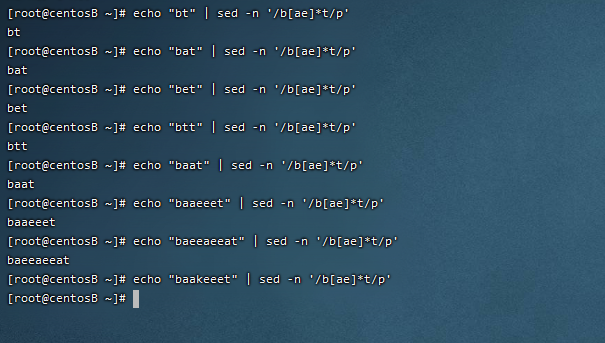 [root@centosB ~]# echo "bt" | sed -n '/b[ae]*t/p'
bt
[root@centosB ~]# echo "bat" | sed -n '/b[ae]*t/p'
bat
[root@centosB ~]# echo "bet" | sed -n '/b[ae]*t/p'
bet
[root@centosB ~]# echo "btt" | sed -n '/b[ae]*t/p'
btt
[root@centosB ~]# echo "baat" | sed -n '/b[ae]*t/p'
baat
[root@centosB ~]# echo "baaeeet" | sed -n '/b[ae]*t/p'
baaeeet
[root@centosB ~]# echo "baeeaeeat" | sed -n '/b[ae]*t/p'
baeeaeeat
[root@centosB ~]# echo "baakeeet" | sed -n '/b[ae]*t/p'
[root@centosB ~]#